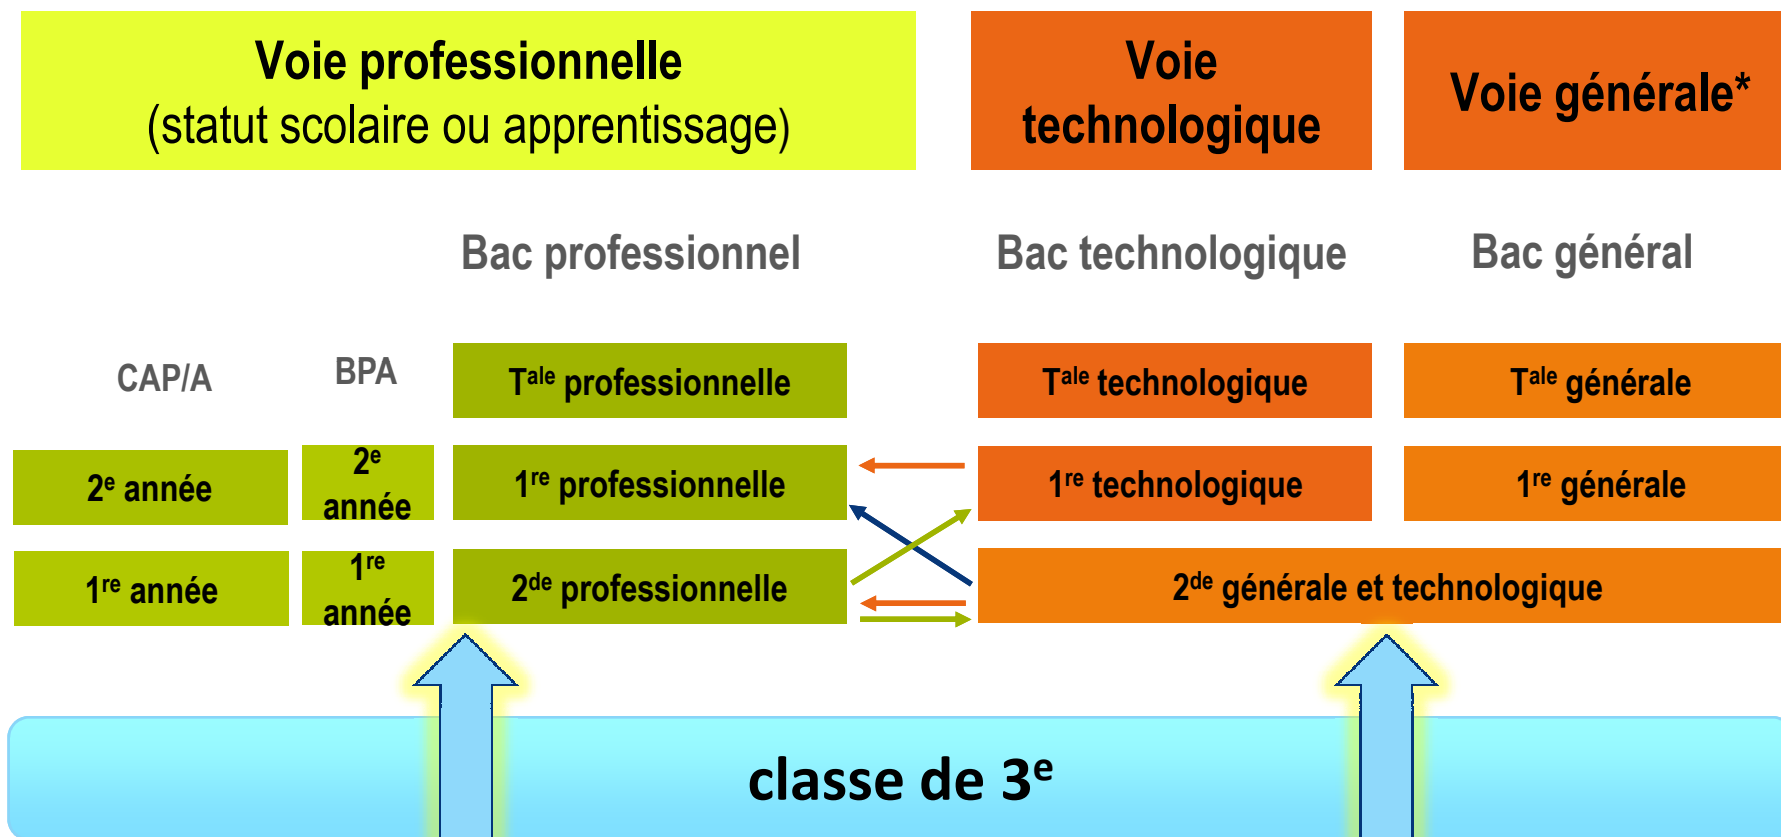 Voie professionnelle
(statut scolaire ou apprentissage)
Voie
technologique
Voie générale*
Bac professionnel
Bac technologique
Bac général
CAP/A
BPA
Tale professionnelle
Tale technologique
Tale générale
2e année
2e
année
1re professionnelle
1re technologique
1re générale
1re année
1re
année
2de professionnelle
2de générale et technologique
classe de 3e